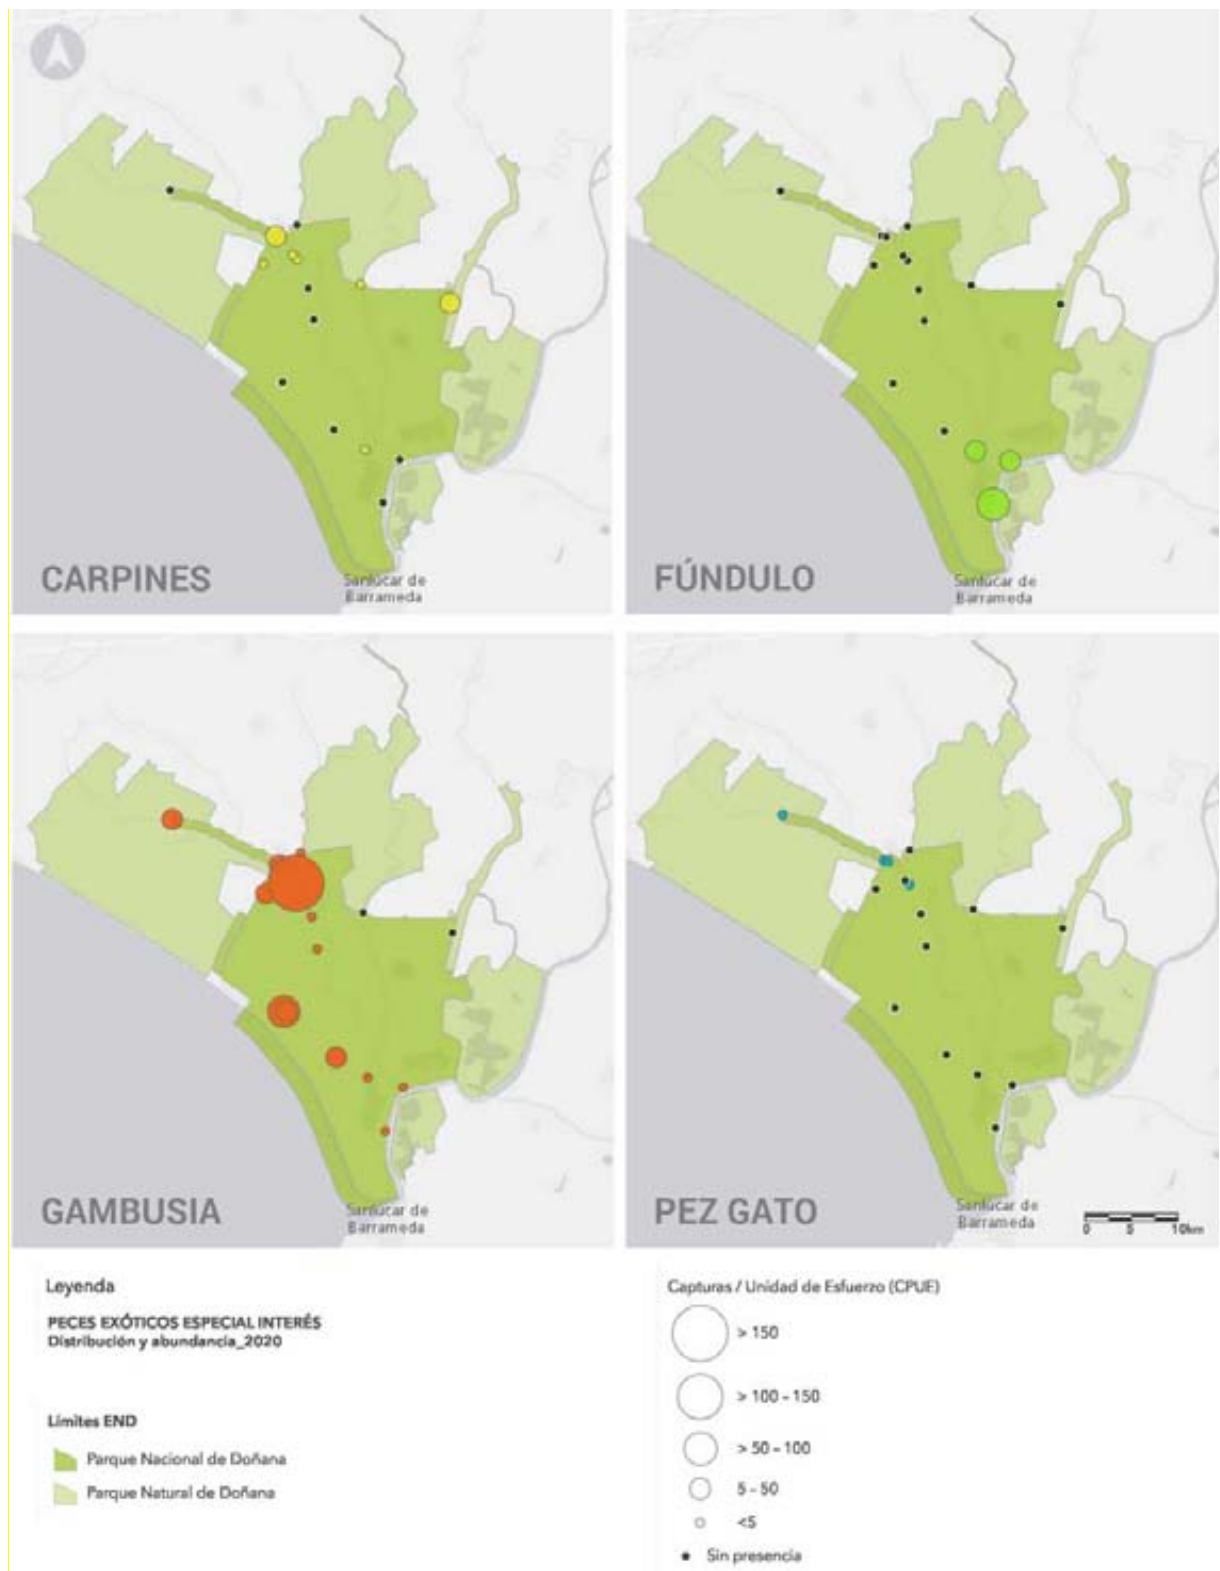 CARPINES
Sanlúcar de
Barrameda
FÚNDULO
Sanlúcar de
Barrameda
GAMBUSIA
Sanlúcar de
Barrameda
PEZ GATO
Sanlúcar de
Barrameda
0 5 10km
Leyenda
PECES EXÓTICOS ESPECIAL INTERÉS
Distribución y abundancia_2020
Límites END
Parque Nacional de Doñana
Parque Natural de Doñana
Capturas / Unidad de Esfuerzo (CPUE)
> 150
> 100 - 150
> 50 - 100
5 - 50
<5
Sin presencia